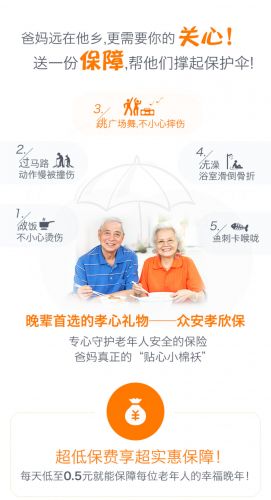 爸妈远在他乡,更需要你的 关心!
送一份 保障,帮他们撑起保护伞!
3.
跳广场舞,不小心摔伤
2.
过马路
动作慢被撞伤
4.
洗澡
浴室滑倒骨折
1.
做饭
不小心烫伤
5.
鱼刺卡喉咙
晚辈首选的孝心礼物——众安孝欣保
专心守护老年人安全的保险
爸妈真正的“贴心小棉袄”
超低保费享超实惠保障!
每天低至0.5元就能保障每位老年人的幸福晚年!